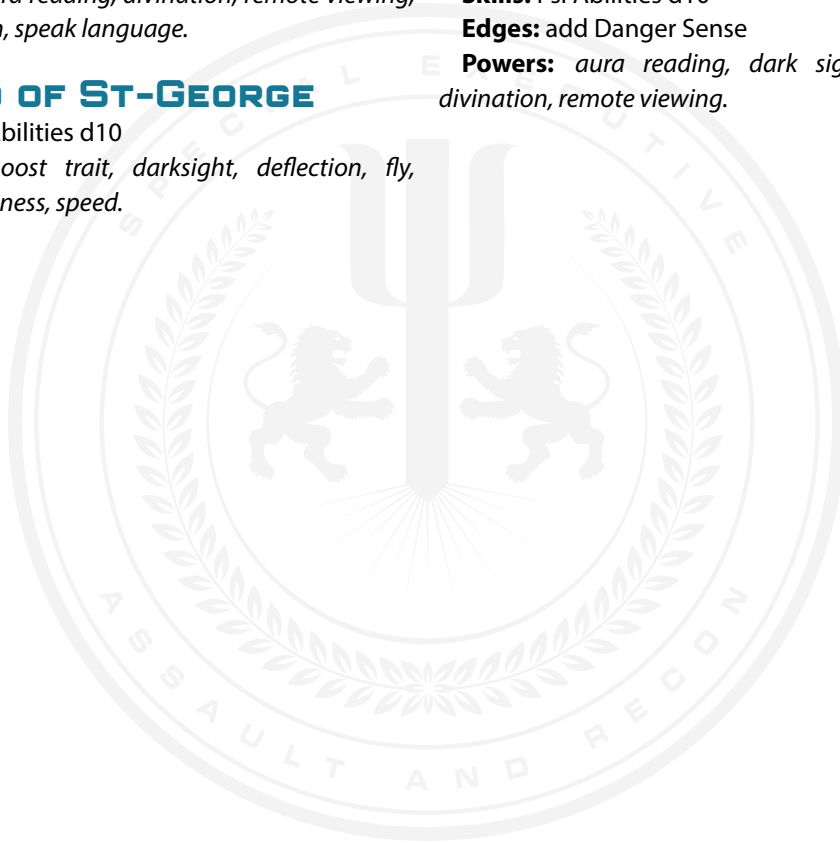 reading, divination, remote viewing,
speak language.
OF ST-GEORGE
bilities d10
oost trait, darksight, deflection, fly,
ness, speed.
Skills: Psi Abilities d10
Edges: add Danger Sense
Powers: aura reading, dark sig
divination, remote viewing.
SPECIAL EXECUTIVE
ASSAULT AND RECON